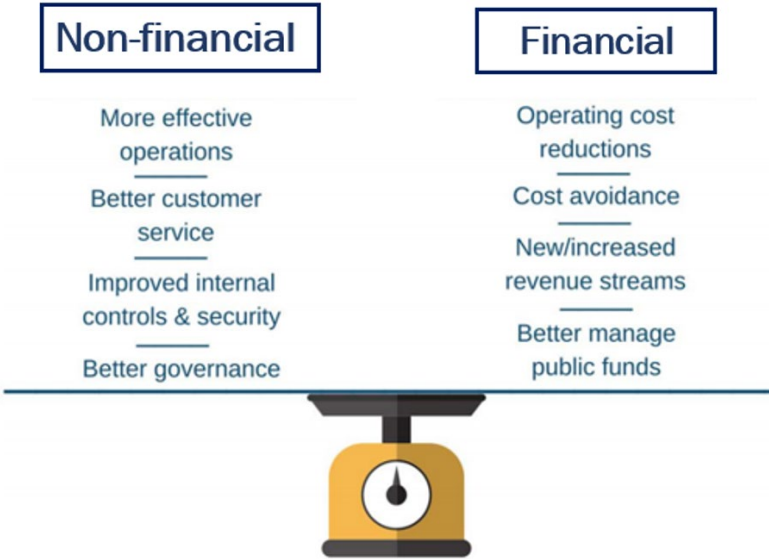 Non-financial
More effective
operations
Better customer
service
Improved internal
controls & security
Better governance
Financial
Operating cost
reductions
Cost avoidance
New/increased
revenue streams
Better manage
public funds